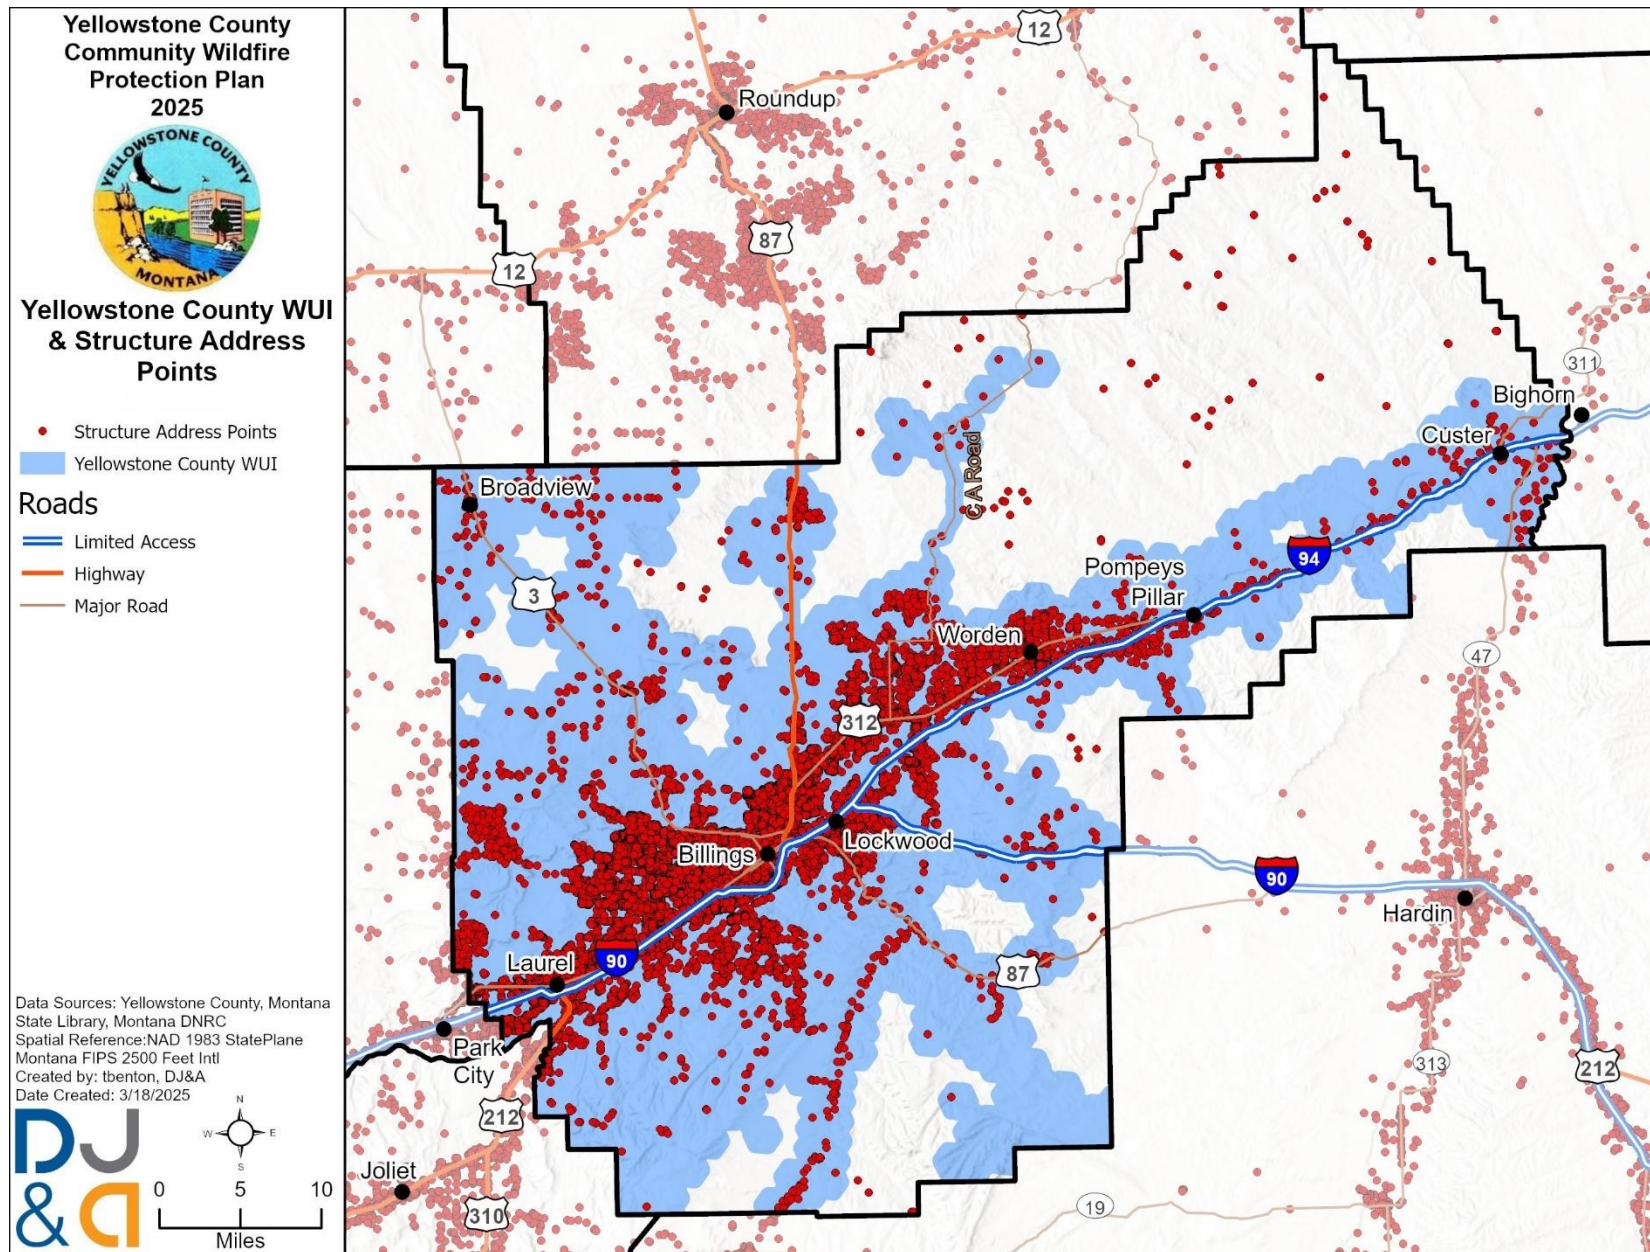 Yellowstone County
Community Wildfire
Protection Plan
2025
YELLOWSTONE COUNTY
MONTANA
Yellowstone County WUI
& Structure Address
Points
Structure Address Points
Yellowstone County WUI
Roads
Limited Access
Highway
Major Road
Data Sources: Yellowstone County, Montana
State Library, Montana DNRC
Spatial Reference:NAD 1983 StatePlane
Montana FIPS 2500 Feet Intl
Created by: tbenton, DJ&A
Date Created: 3/18/2025
DJ
&a
N
W
E
S
0
5
10
Miles
12
Roundup
87
12
311
Bighorn
Custer
C A Road
Broadview
94
Pompeys
Pillar
3
Worden
47
312
Lockwood
Billings
90
Hardin
Laurel
90
87
Park
City
313
212
212
Joliet
310
19